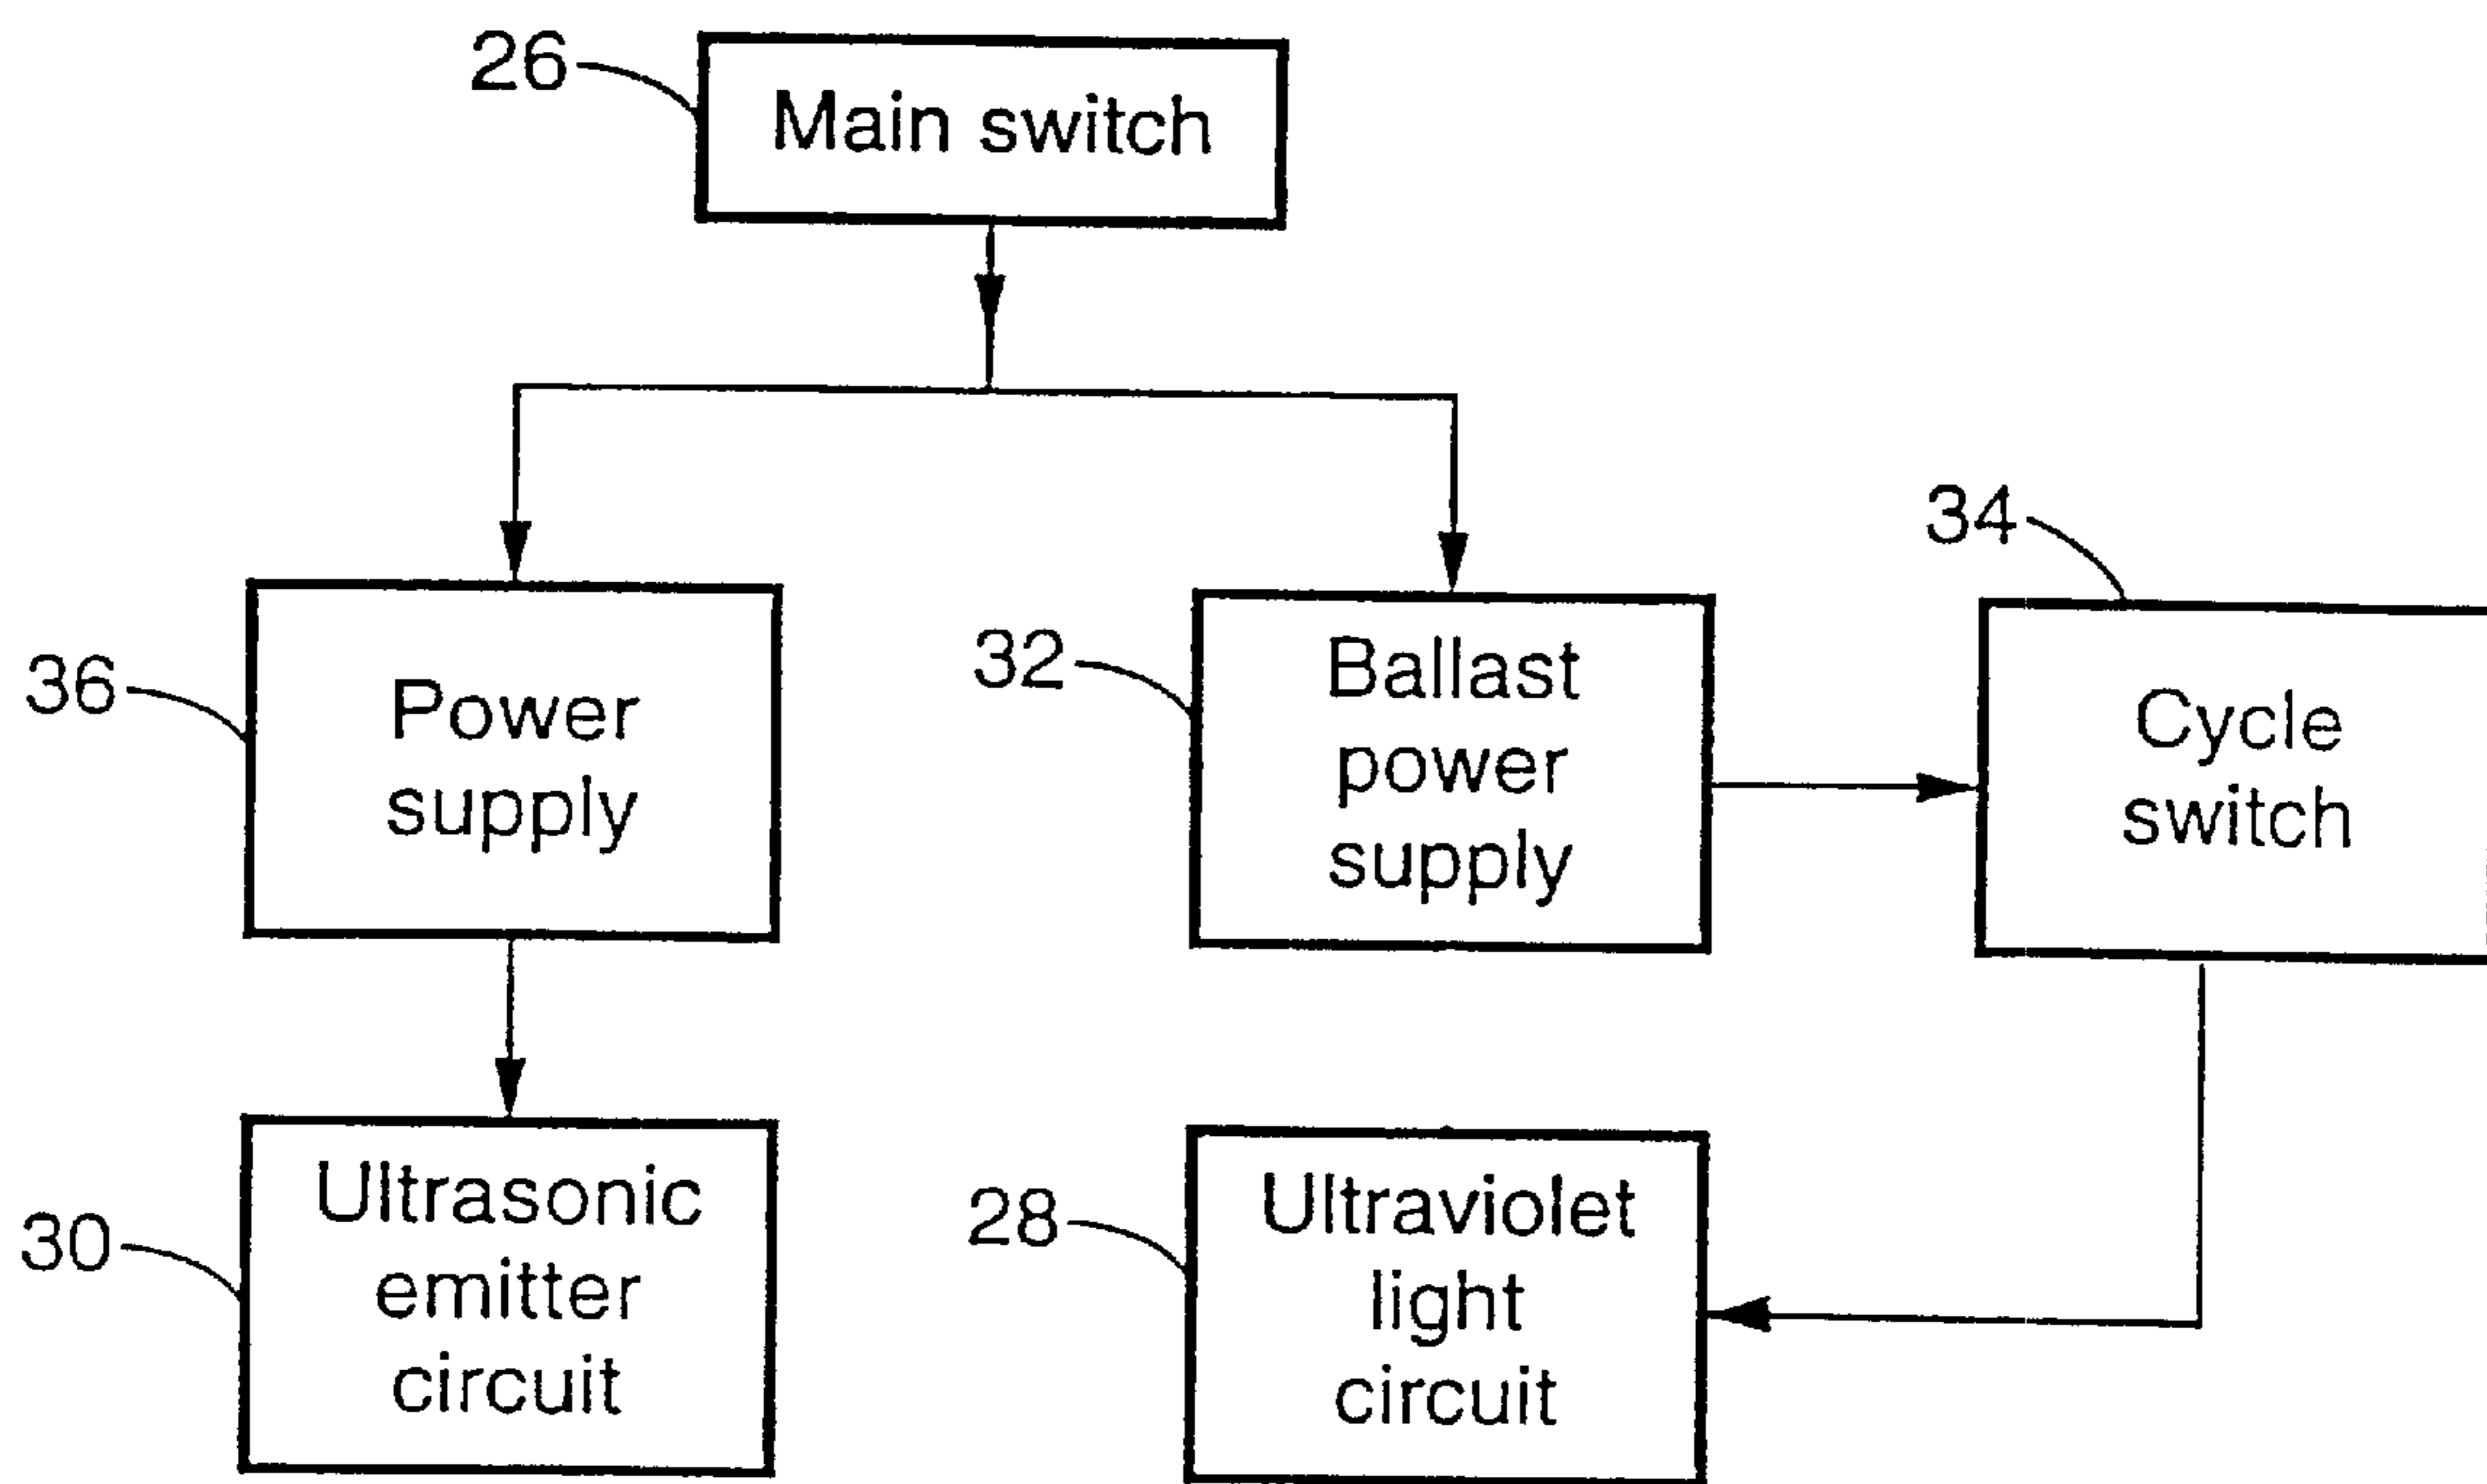 26
Main switch
34
36
Power
supply
32
Ballast
power
supply
Cycle
switch
30
Ultrasonic
emitter
circuit
28
Ultraviolet
light
circuit